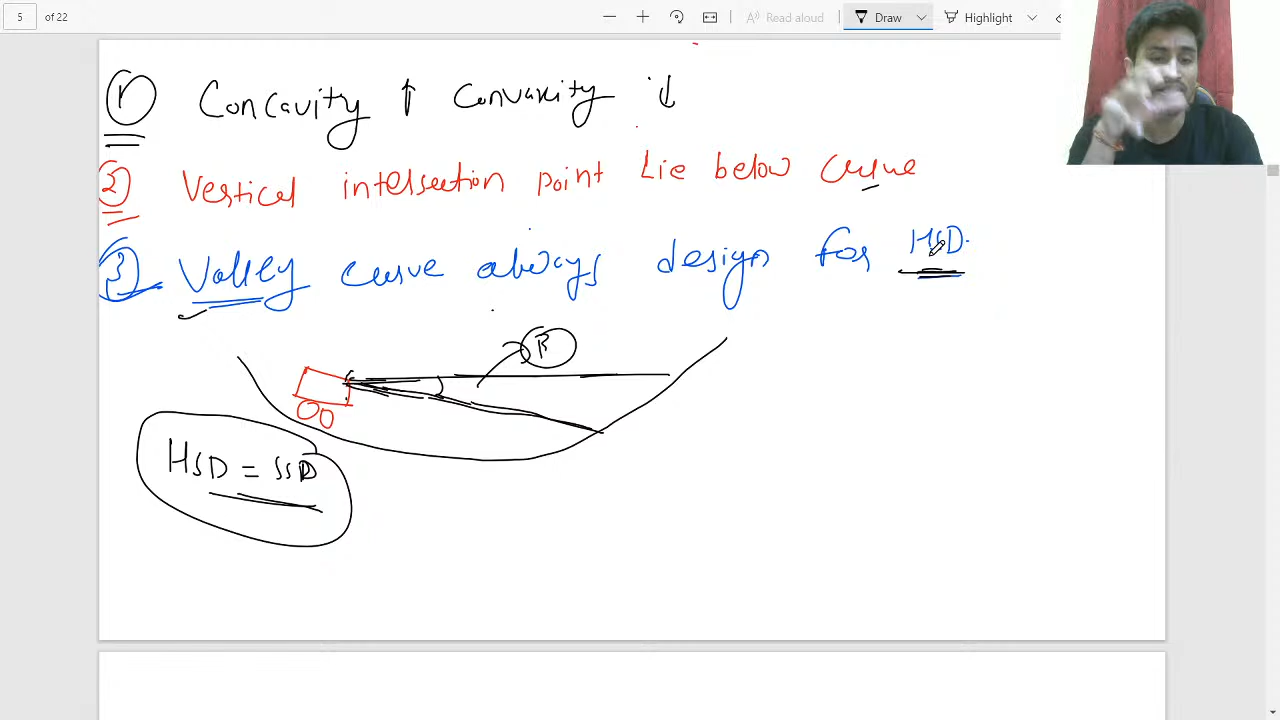 5 of 22
Read aloud
Draw
Highlight
1 Concavity ↑ Convaxity ↓
2 Vertical intersection point Lie below curve
3 Valley curve always design for HSD.
B
HSD = SSD